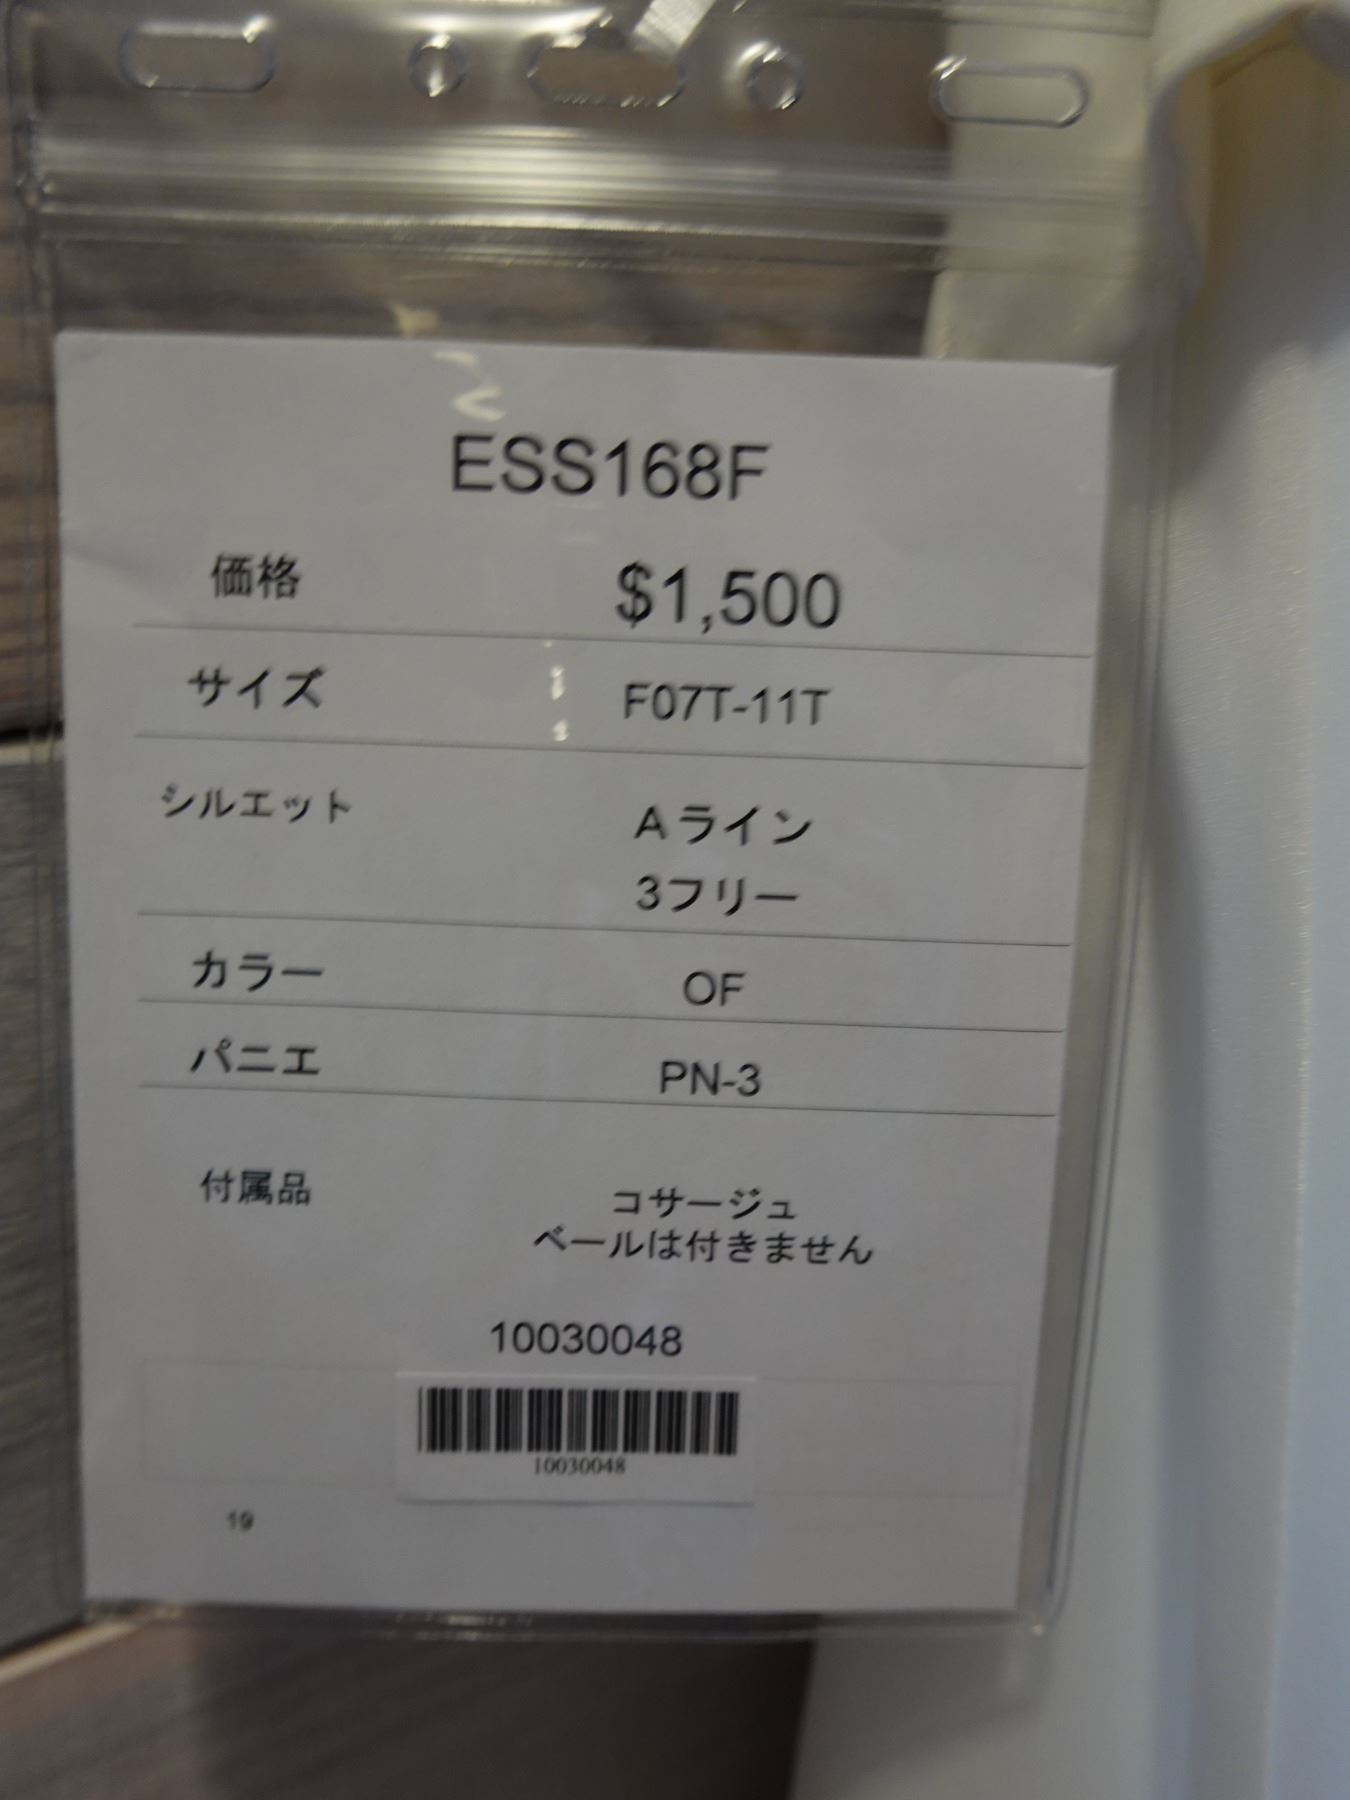 ESS168F
価格 $1,500
サイズ F07T-11T
シルエット Aライン
3フリー
カラー OF
パニエ PN-3
付属品 コサージュ
ベールは付きません
10030048
10030048
19